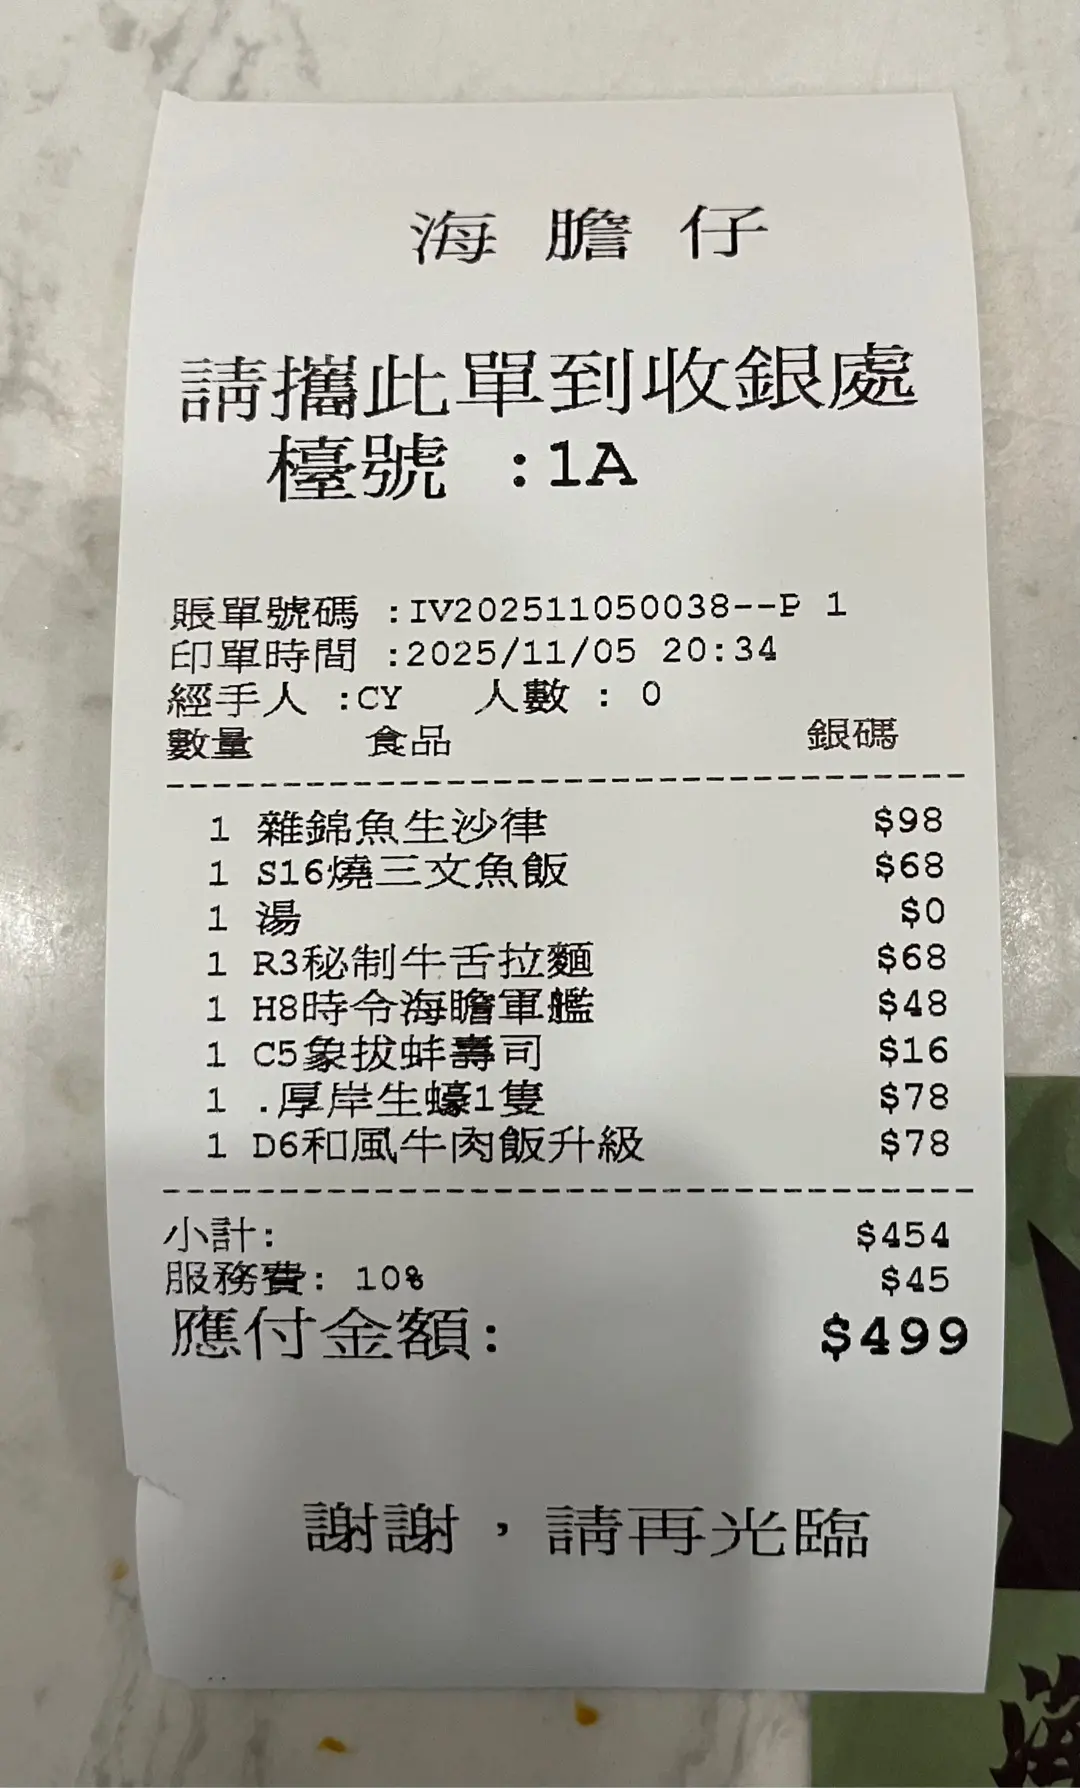 海 膽 仔
請攜此單到收銀處
檯號 :1A
賬單號碼 :IV202511050038--P 1
印單時間 :2025/11/05 20:34
經手人 :CY 人數 : 0
數量 食品 銀碼
1 雜錦魚生沙律 $98
1 S16燒三文魚飯 $68
1 湯 $0
1 R3秘制牛舌拉麵 $68
1 H8時令海膽軍艦 $48
1 C5象拔蚌壽司 $16
1 .厚岸生蠔1隻 $78
1 D6和風牛肉飯升級 $78
小計: $454
服務費: 10% $45
應付金額: $499
謝謝，請再光臨
海